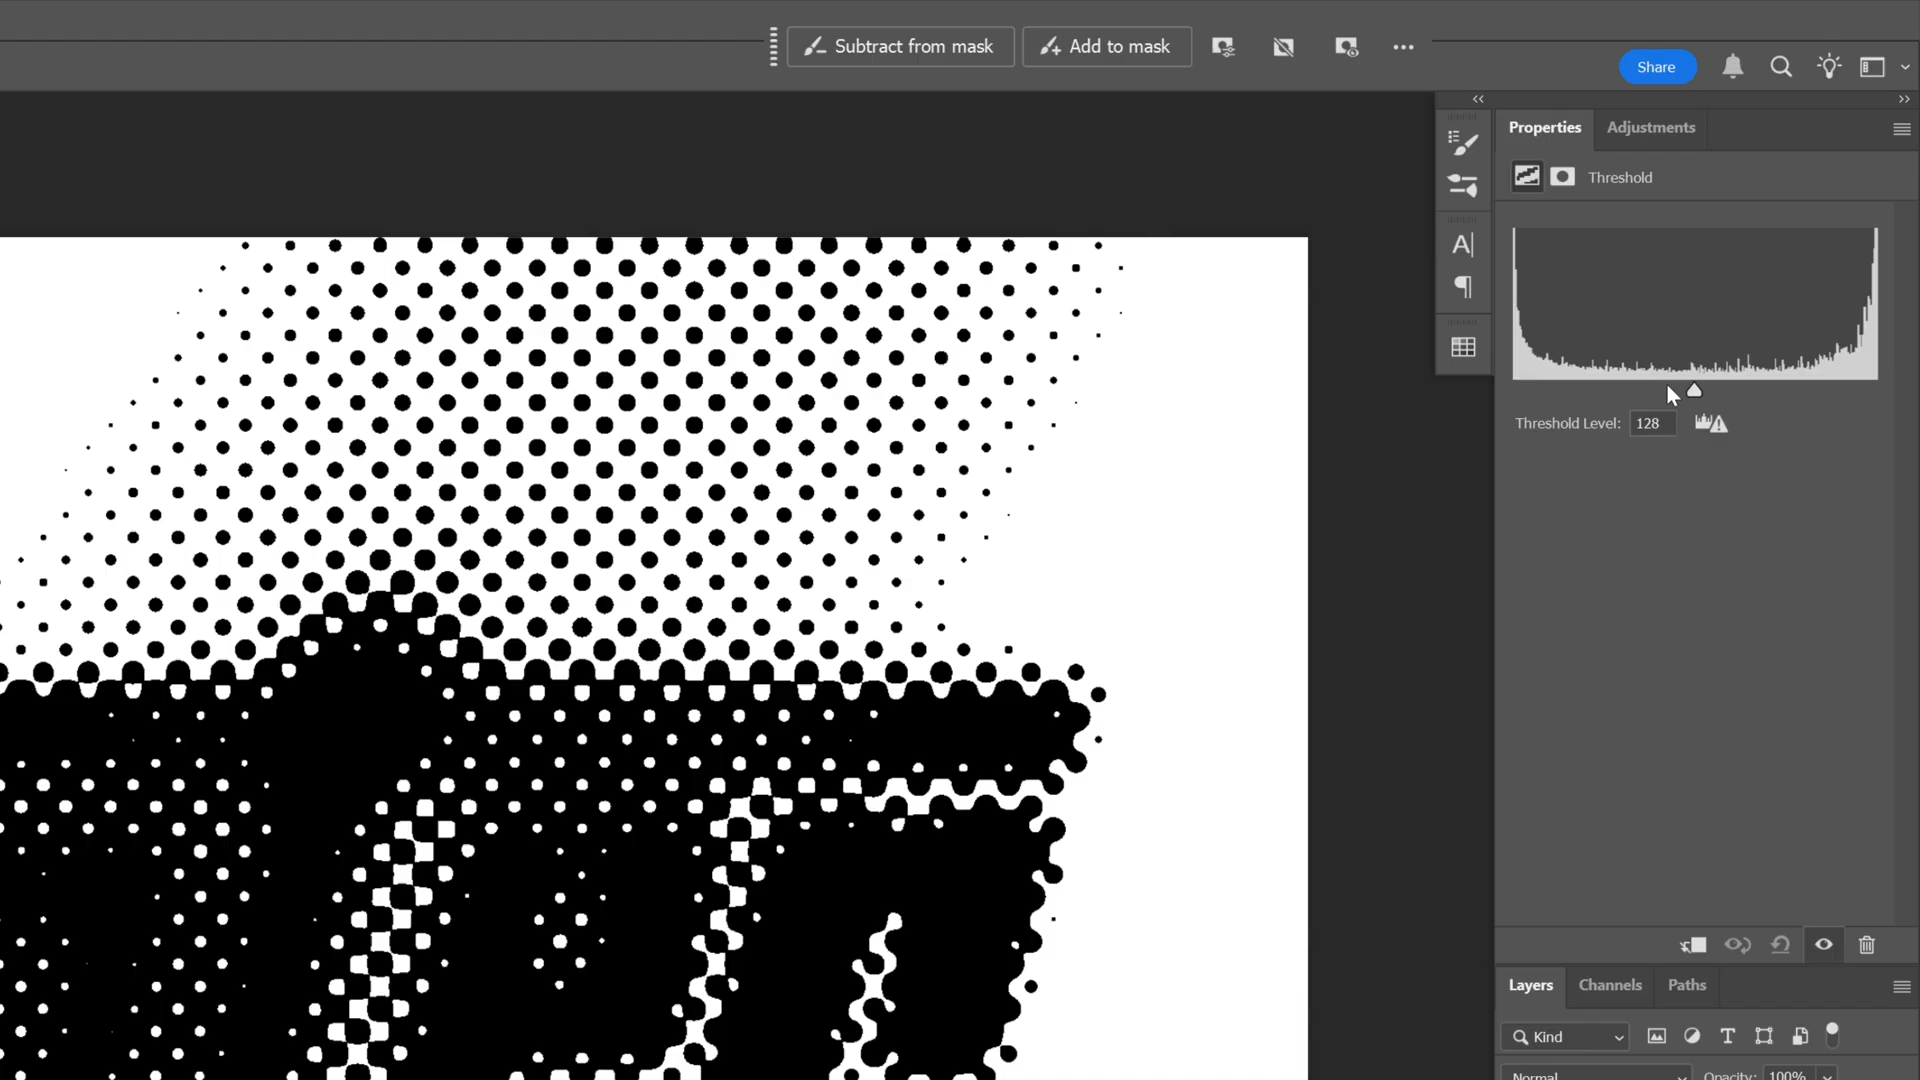 Subtract from mask
Add to mask
Share
Properties
Adjustments
Threshold
Threshold Level: 128
Layers
Channels
Paths
Kind
Normal
Opacity: 100%